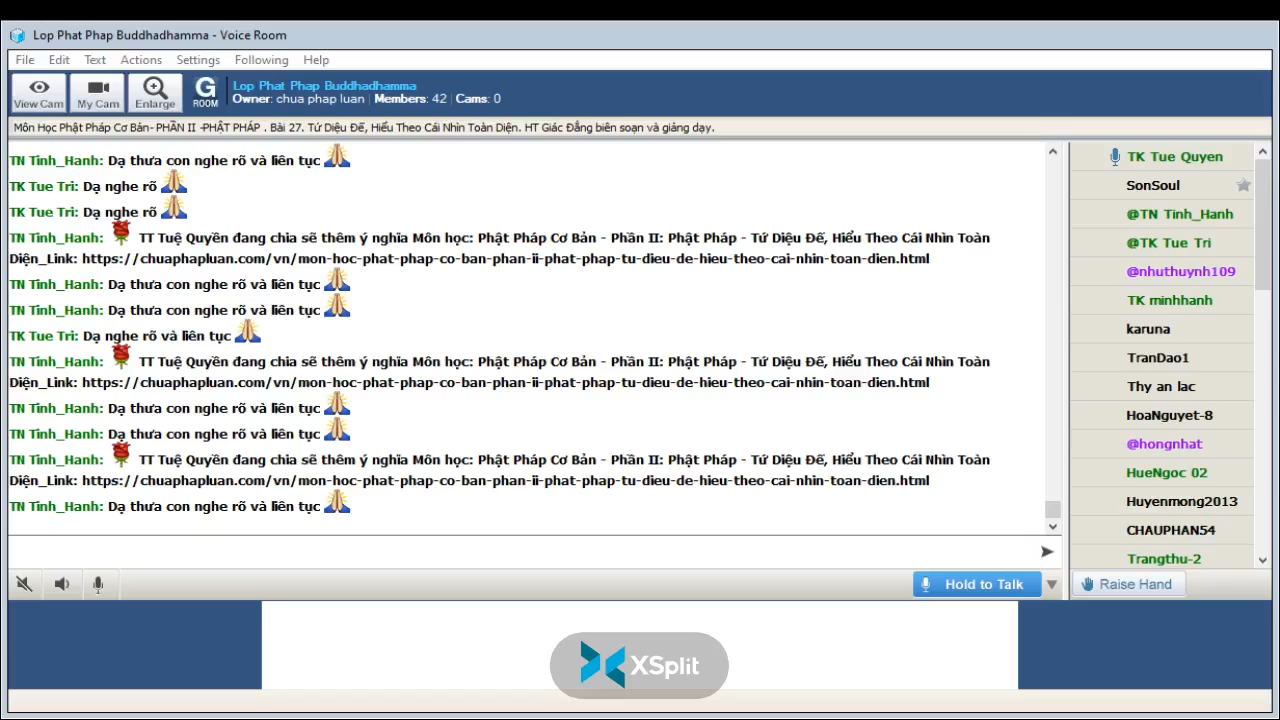 Lop Phat Phap Buddhadhamma - Voice Room
File Edit Text Actions Settings Following Help
View Cam My Cam Enlarge G ROOM
Lop Phat Phap Buddhadhamma
Owner: chua phap luan | Members: 42 | Cams: 0
Môn Học Phật Pháp Cơ Bản- PHẦN II -PHẬT PHÁP . Bài 27. Tứ Diệu Đế, Hiểu Theo Cái Nhìn Toàn Diện. HT Giác Đẳng biên soạn và giảng dạy.
TN Tinh_Hanh: Dạ thưa con nghe rõ và liên tục
TK Tue Tri: Dạ nghe rõ
TK Tue Tri: Dạ nghe rõ
TN Tinh_Hanh: TT Tuệ Quyền đang chia sẽ thêm ý nghĩa Môn học: Phật Pháp Cơ Bản - Phần II: Phật Pháp - Tứ Diệu Đế, Hiểu Theo Cái Nhìn Toàn
Diện_Link: https://chuaphapluan.com/vn/mon-hoc-phat-phap-co-ban-phan-ii-phat-phap-tu-dieu-de-hieu-theo-cai-nhin-toan-dien.html
TN Tinh_Hanh: Dạ thưa con nghe rõ và liên tục
TN Tinh_Hanh: Dạ thưa con nghe rõ và liên tục
TK Tue Tri: Dạ nghe rõ và liên tục
TN Tinh_Hanh: TT Tuệ Quyền đang chia sẽ thêm ý nghĩa Môn học: Phật Pháp Cơ Bản - Phần II: Phật Pháp - Tứ Diệu Đế, Hiểu Theo Cái Nhìn Toàn
Diện_Link: https://chuaphapluan.com/vn/mon-hoc-phat-phap-co-ban-phan-ii-phat-phap-tu-dieu-de-hieu-theo-cai-nhin-toan-dien.html
TN Tinh_Hanh: Dạ thưa con nghe rõ và liên tục
TN Tinh_Hanh: Dạ thưa con nghe rõ và liên tục
TN Tinh_Hanh: TT Tuệ Quyền đang chia sẽ thêm ý nghĩa Môn học: Phật Pháp Cơ Bản - Phần II: Phật Pháp - Tứ Diệu Đế, Hiểu Theo Cái Nhìn Toàn
Diện_Link: https://chuaphapluan.com/vn/mon-hoc-phat-phap-co-ban-phan-ii-phat-phap-tu-dieu-de-hieu-theo-cai-nhin-toan-dien.html
TN Tinh_Hanh: Dạ thưa con nghe rõ và liên tục
TK Tue Quyen
SonSoul
@TN Tinh_Hanh
@TK Tue Tri
@nhuthuynh109
TK minhhanh
karuna
TranDao1
Thy an lac
HoaNguyet-8
@hongnhat
HueNgoc 02
Huyenmong2013
CHAUPHAN54
Trangthu-2
Hold to Talk
Raise Hand
XSplit